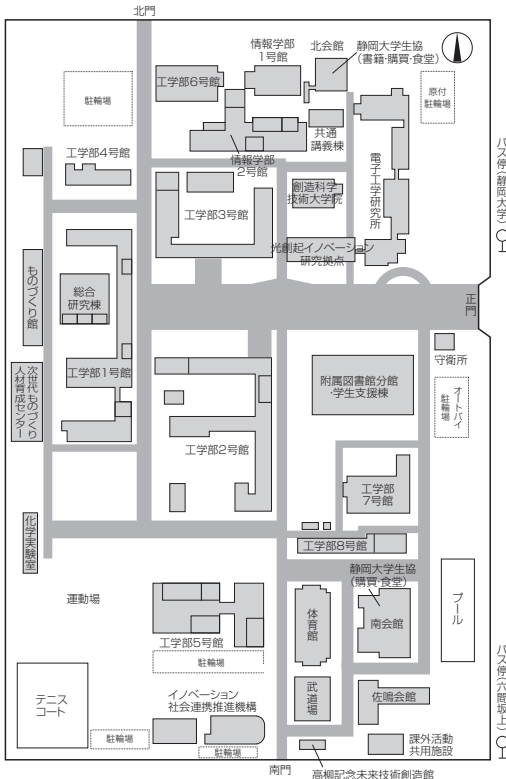 北門
情報学部
1号館
北会館
静岡大学生協
(書籍・購買・食堂)
工学部6号館
駐輪場
原付
駐輪場
共通
講義棟
情報学部
2号館
工学部4号館
電子工学研究所
バス停(静岡大学)
創造科学
技術大学院
工学部3号館
光創起イノベーション
研究拠点
ものづくり館
総合
研究棟
正門
守衛所
次世代ものづくり
人材育成センター
工学部1号館
附属図書館分館
・学生支援棟
オートバイ
駐輪場
工学部2号館
工学部
7号館
化学実験室
工学部8号館
静岡大学生協
(購買・食堂)
運動場
体育館
南会館
プール
工学部5号館
駐輪場
バス停(六間坂上)
テニス
コート
イノベーション
社会連携推進機構
武道場
佐鳴会館
駐輪場
駐輪場
課外活動
共用施設
南門
高柳記念未来技術創造館